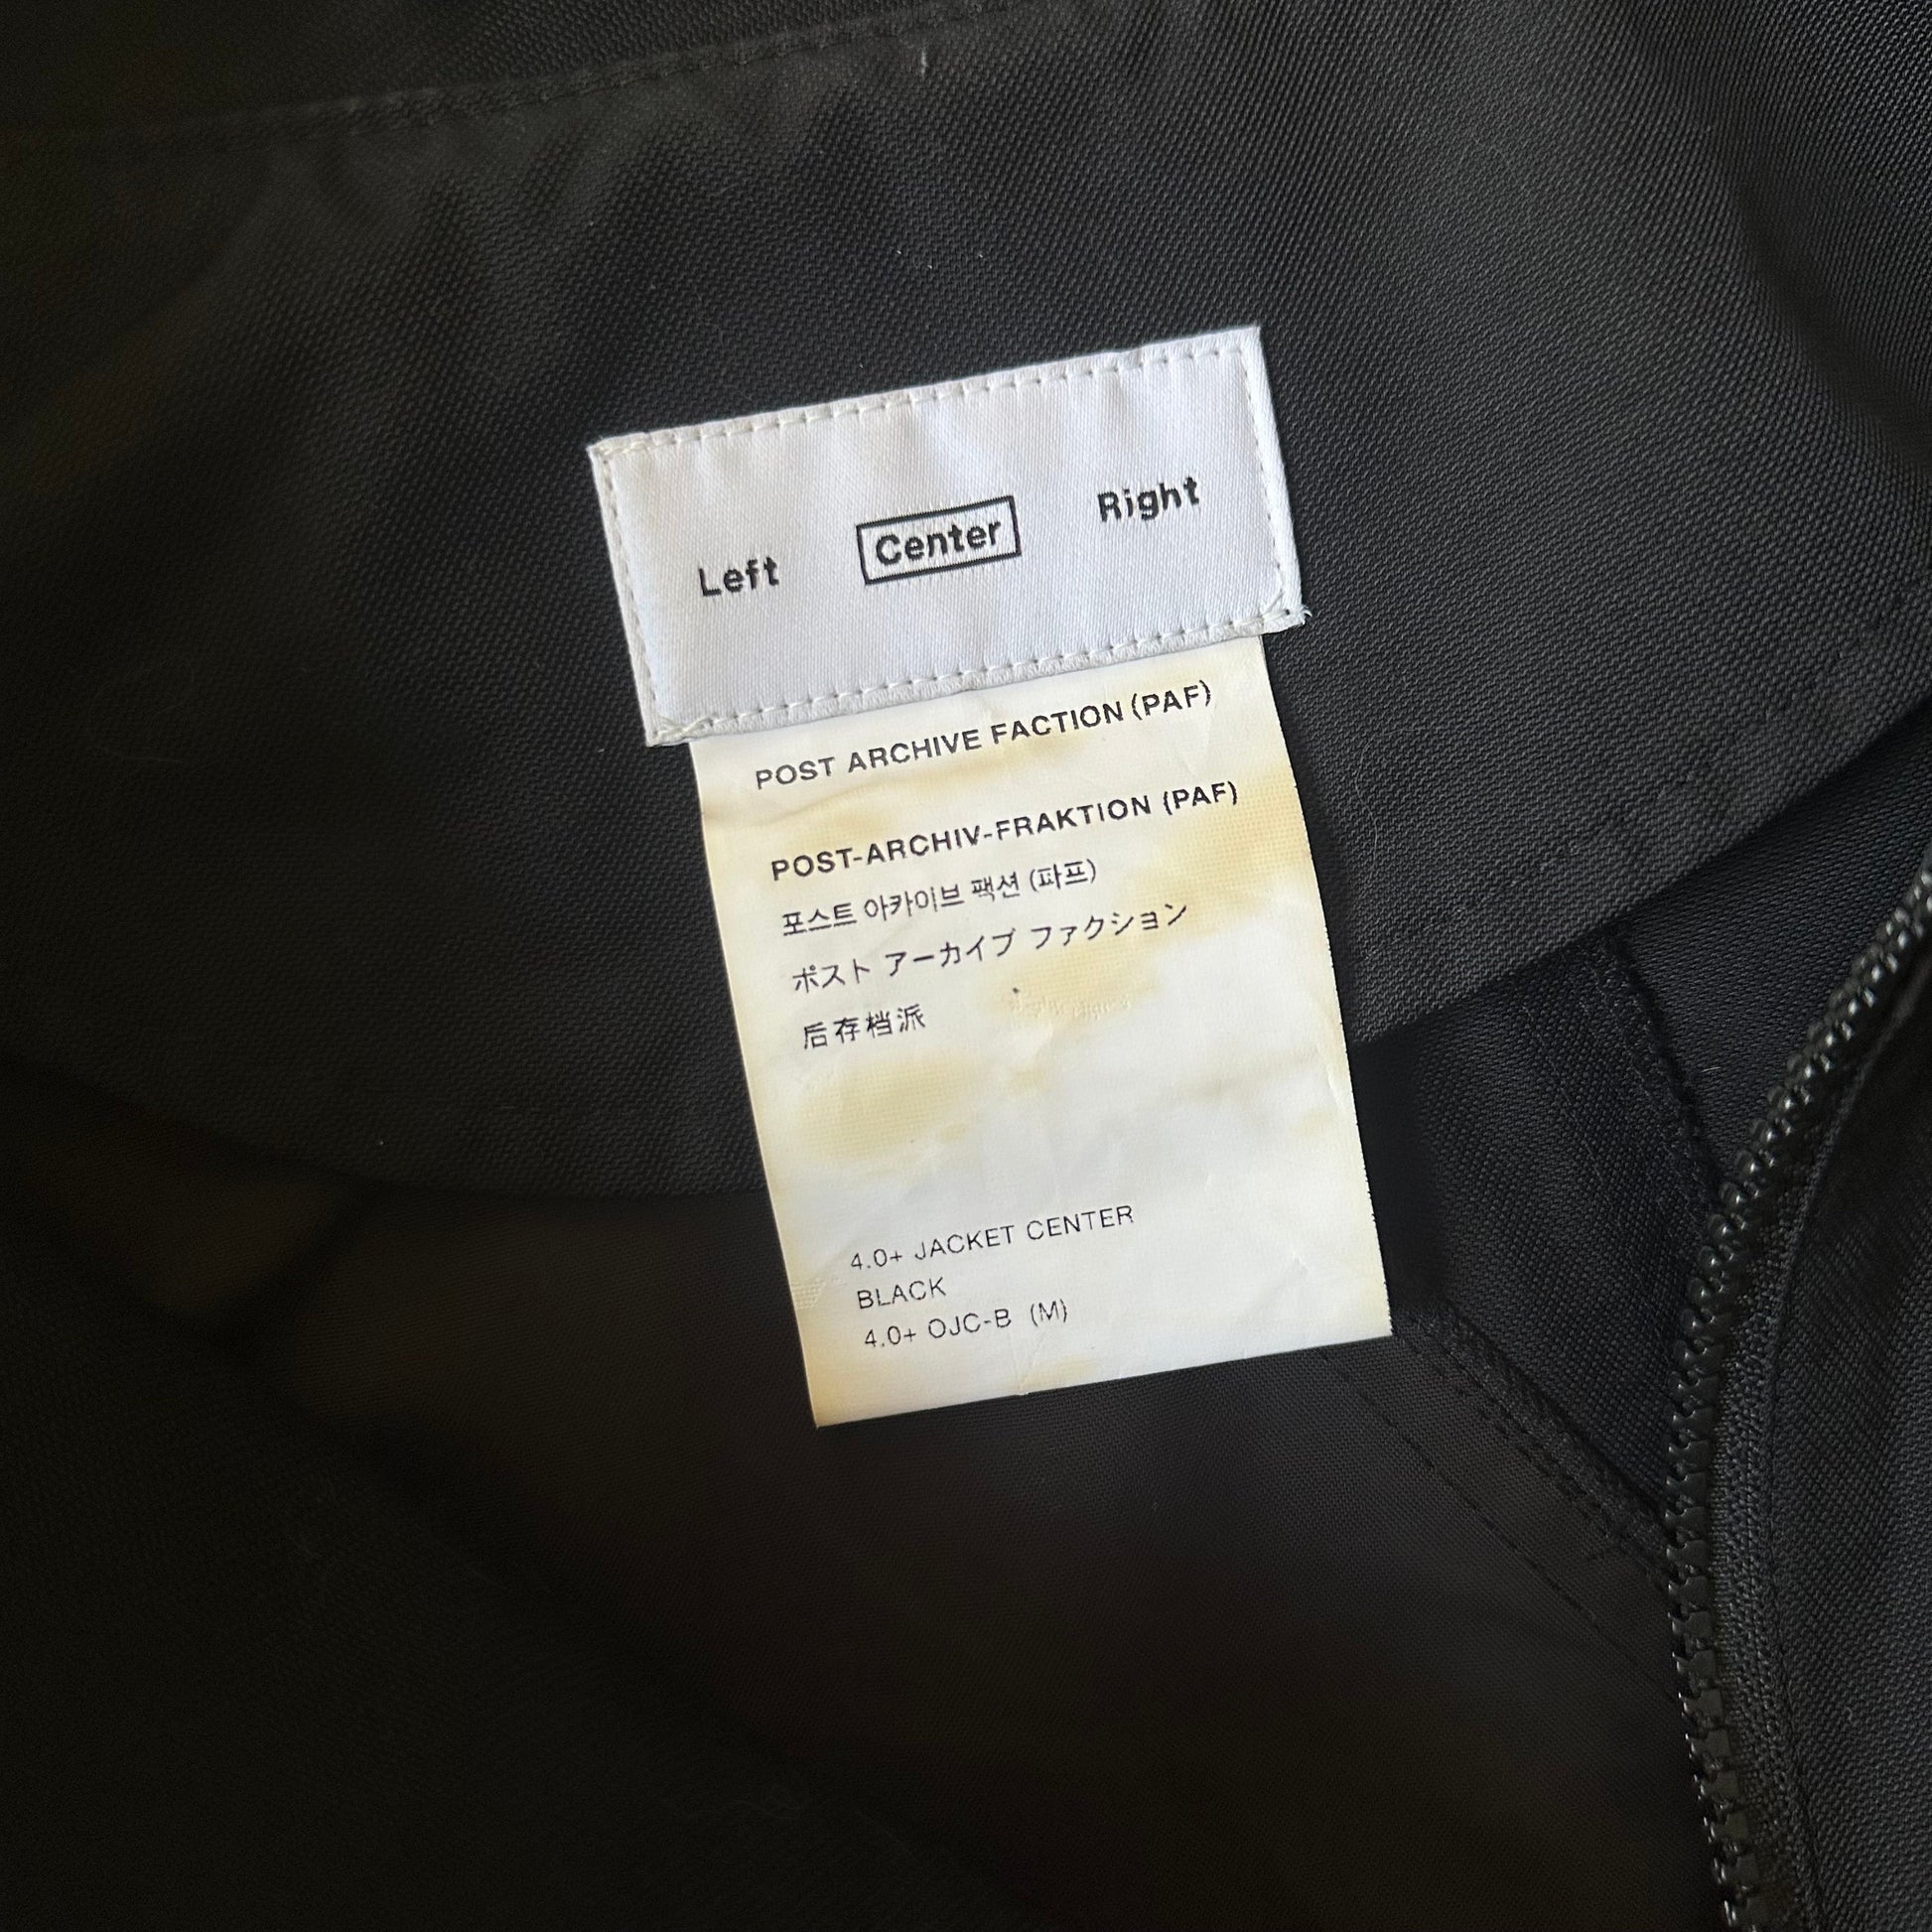 Left Center Right
POST ARCHIVE FACTION (PAF)
POST-ARCHIV-FRAKTION (PAF)
포스트 아카이브 팩션 (파프)
ポスト アーカイブ ファクション
后存档派
4.0+ JACKET CENTER
BLACK
4.0+ OJC-B (M)